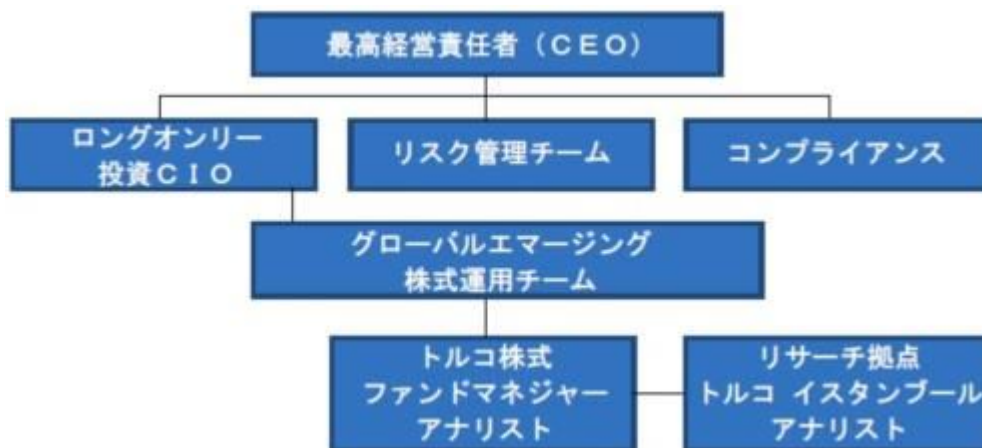 最高経営責任者（ＣＥＯ）
ロングオンリー
投資ＣＩＯ
リスク管理チーム
コンプライアンス
グローバルエマージング
株式運用チーム
トルコ株式
ファンドマネジャー
アナリスト
リサーチ拠点
トルコ イスタンブール
アナリスト